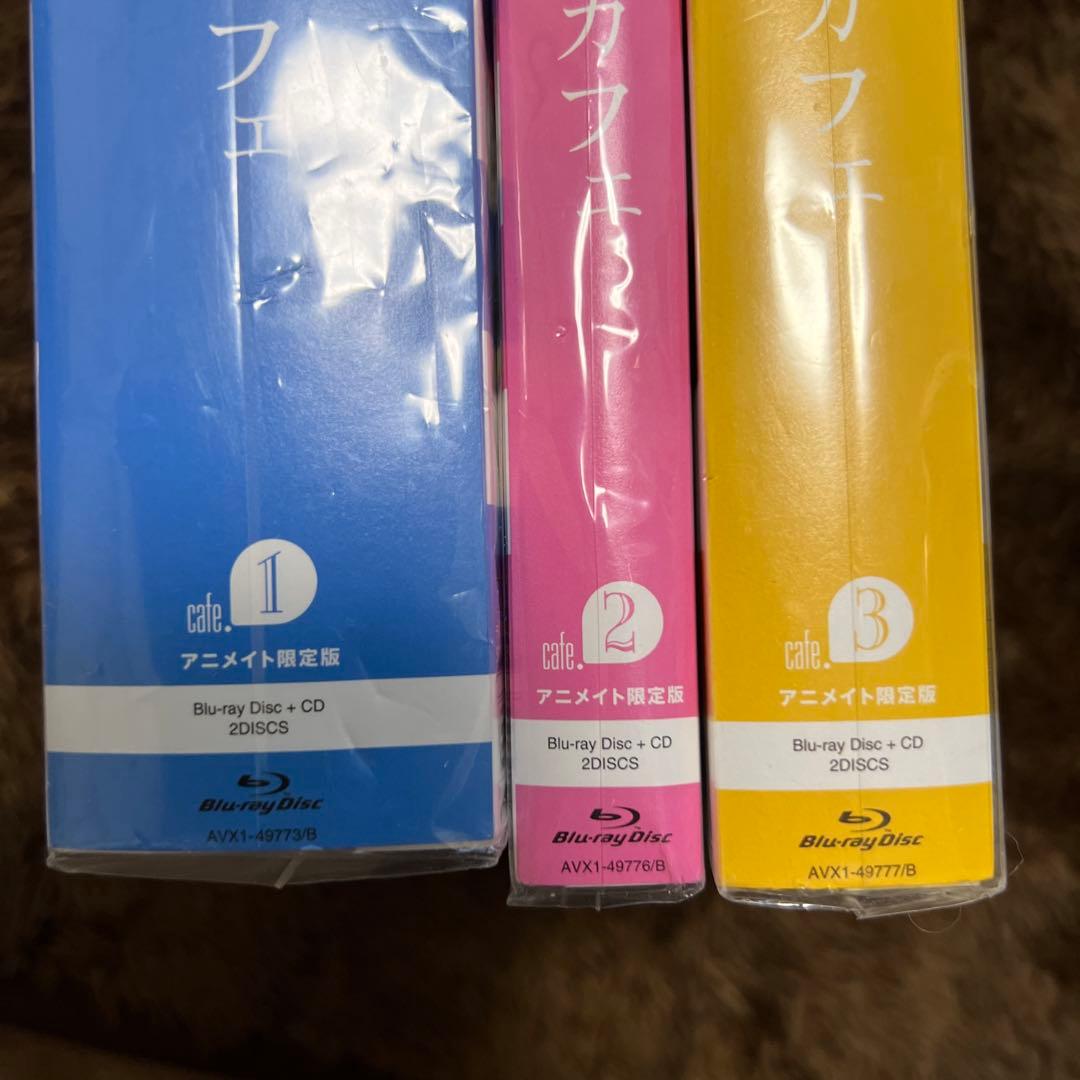 フェ
cafe.1
アニメイト限定版
Blu-ray Disc + CD
2DISCS
Blu-ray Disc
AVX1-49773/B
カフェ
cafe.2
アニメイト限定版
Blu-ray Disc + CD
2DISCS
Blu-ray Disc
AVX1-49776/B
カフェ
cafe.3
アニメイト限定版
Blu-ray Disc + CD
2DISCS
Blu-ray Disc
AVX1-49777/B